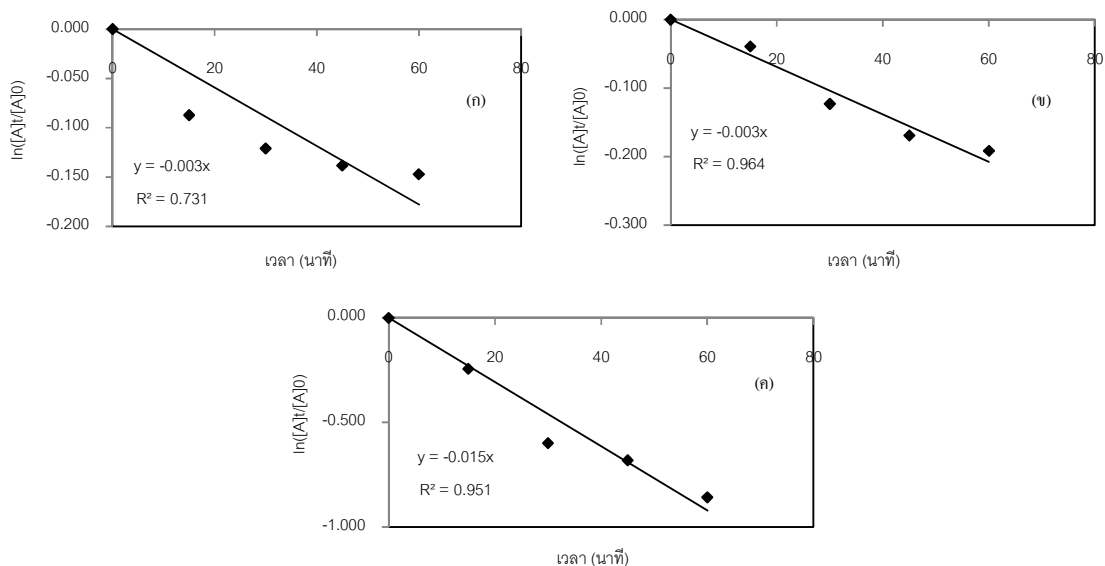 0.000
-0.050
-0.100
-0.150
-0.200
0
20
40
60
80
ln([A]t/[A]0)
(ก)
y = -0.003x
R² = 0.731
เวลา (นาที)
0.000
-0.100
-0.200
-0.300
0
20
40
60
80
ln([A]t/[A]0)
(ข)
y = -0.003x
R² = 0.964
เวลา (นาที)
0.000
-0.500
-1.000
0
20
40
60
80
ln([A]t/[A]0)
(ค)
y = -0.015x
R² = 0.951
เวลา (นาที)